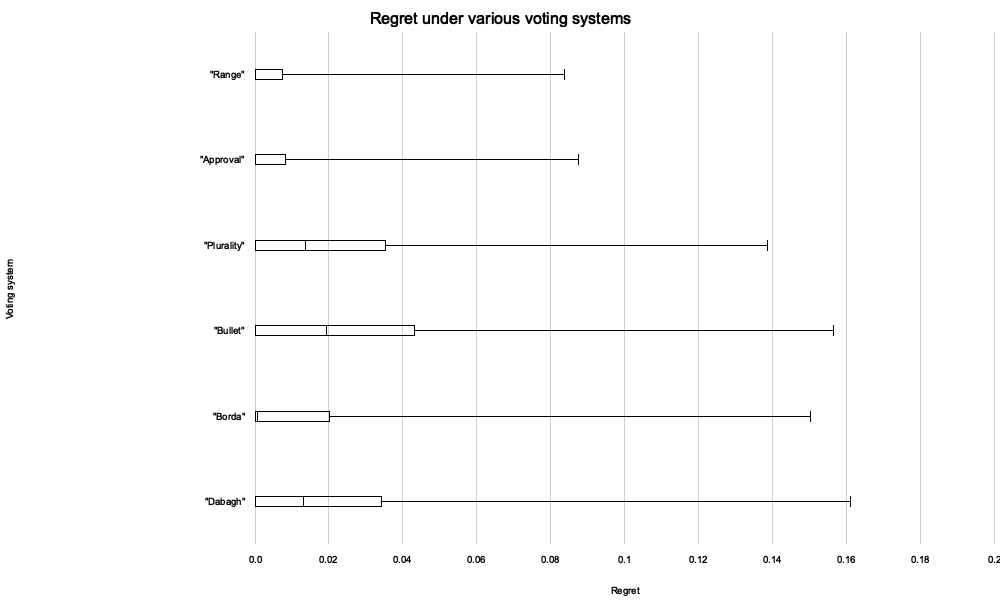 Regret under various voting systems
"Range"
"Approval"
"Plurality"
Voting system
"Bullet"
"Borda"
"Dabagh"
0.0 0.02 0.04 0.06 0.08 0.1 0.12 0.14 0.16 0.18 0.2
Regret